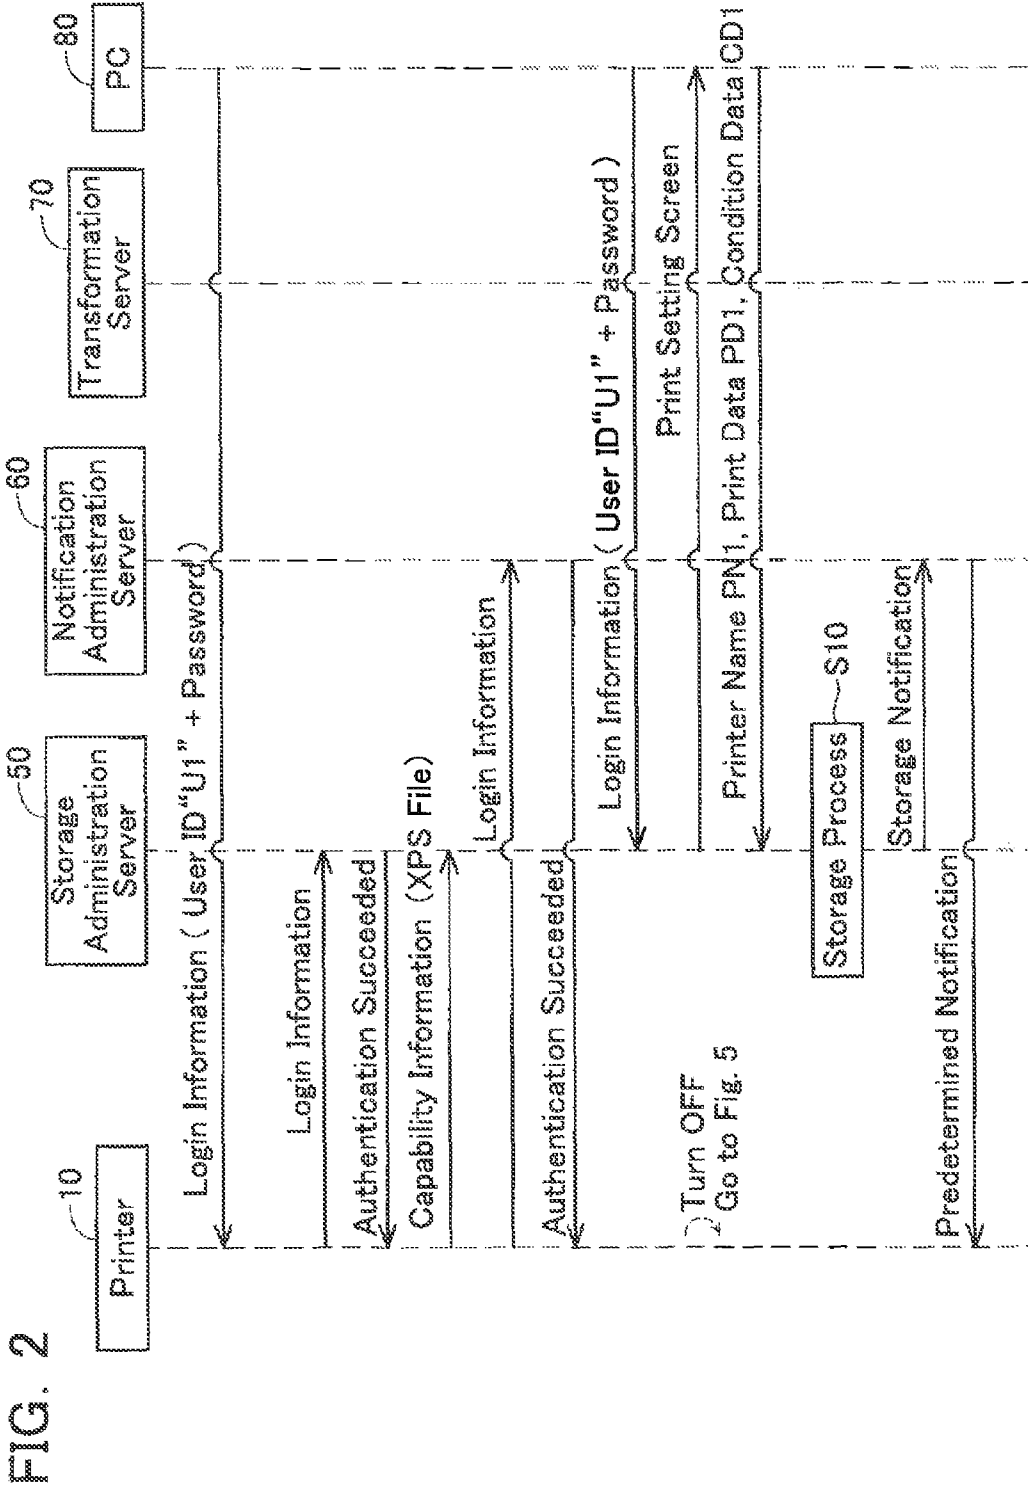 FIG. 2
10
Printer
50
Storage
Administration
Server
60
Notification
Administration
Server
70
Transformation
Server
80
PC
Login Information ( User ID“U1” + Password)
Login Information
Authentication Succeeded
Capability Information (XPS File)
Login Information
Authentication Succeeded
Login Information ( User ID“U1” + Password )
Print Setting Screen
Turn OFF
Go to Fig. 5
Printer Name PN1, Print Data PD1, Condition Data CD1
Storage Process
S10
Storage Notification
Predetermined Notification